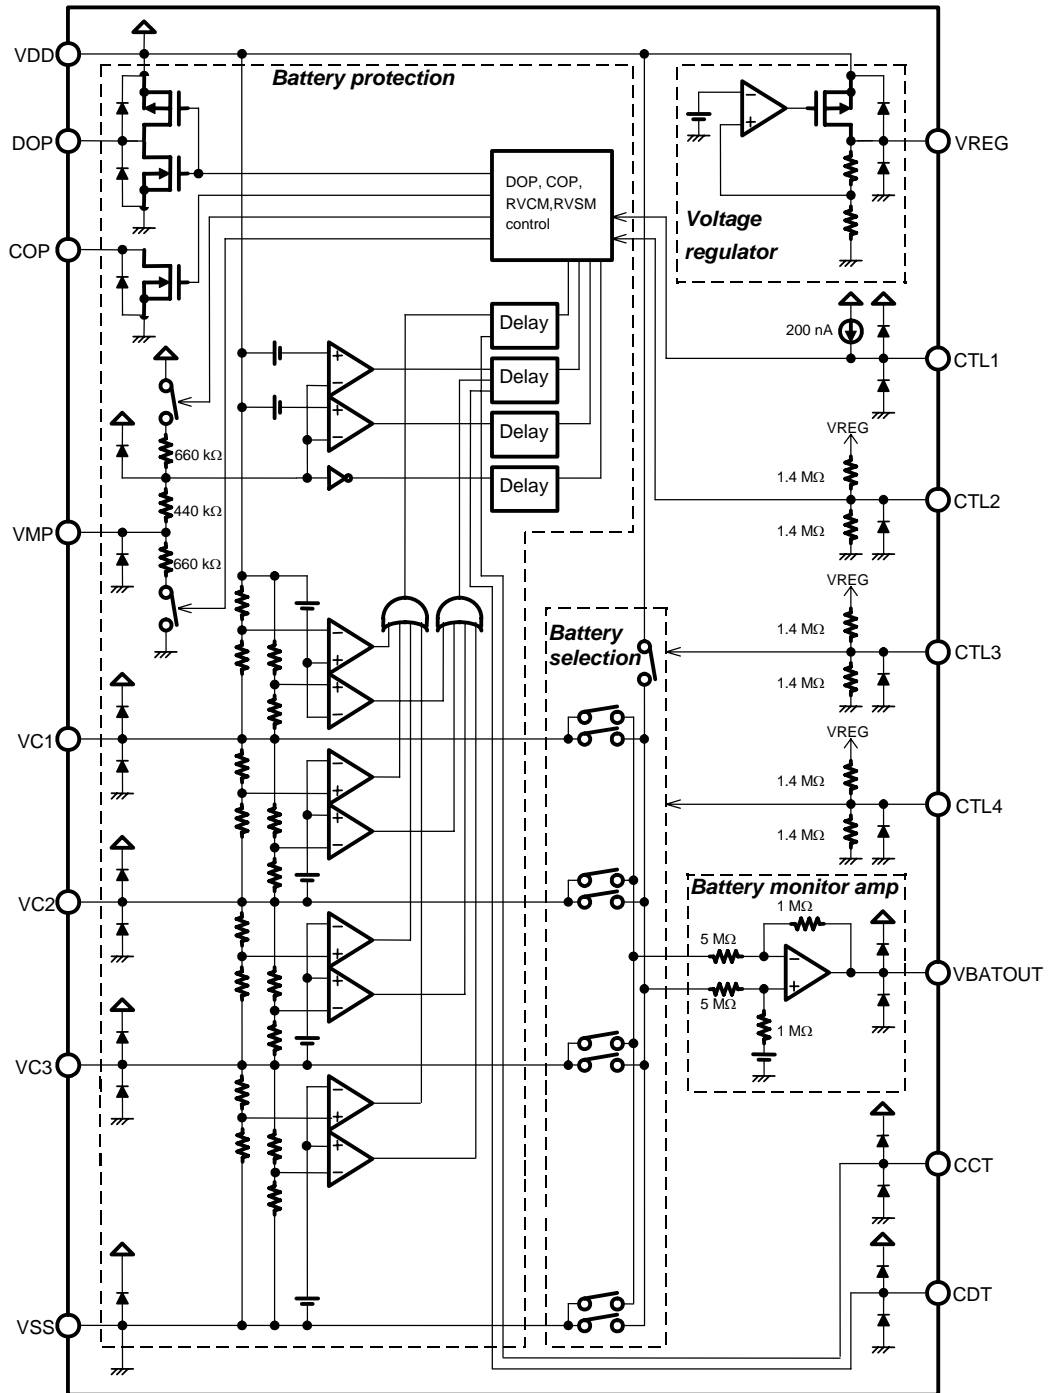 VDD
Battery protection
DOP
VREG
DOP, COP,
RVCM,RVSM
control
Voltage
regulator
COP
Delay
200 nA
CTL1
Delay
VREG
Delay
660 kΩ
1.4 MΩ
Delay
440 kΩ
CTL2
VMP
1.4 MΩ
660 kΩ
VREG
Battery
selection
1.4 MΩ
CTL3
1.4 MΩ
VC1
VREG
1.4 MΩ
CTL4
1.4 MΩ
VC2
Battery monitor amp
1 MΩ
5 MΩ
VBATOUT
5 MΩ
1 MΩ
VC3
CCT
CDT
VSS
+
−
+
−
+
−
−
+
+
−
−
+
+
−
−
+
+
−
−
+
+
−
−
+